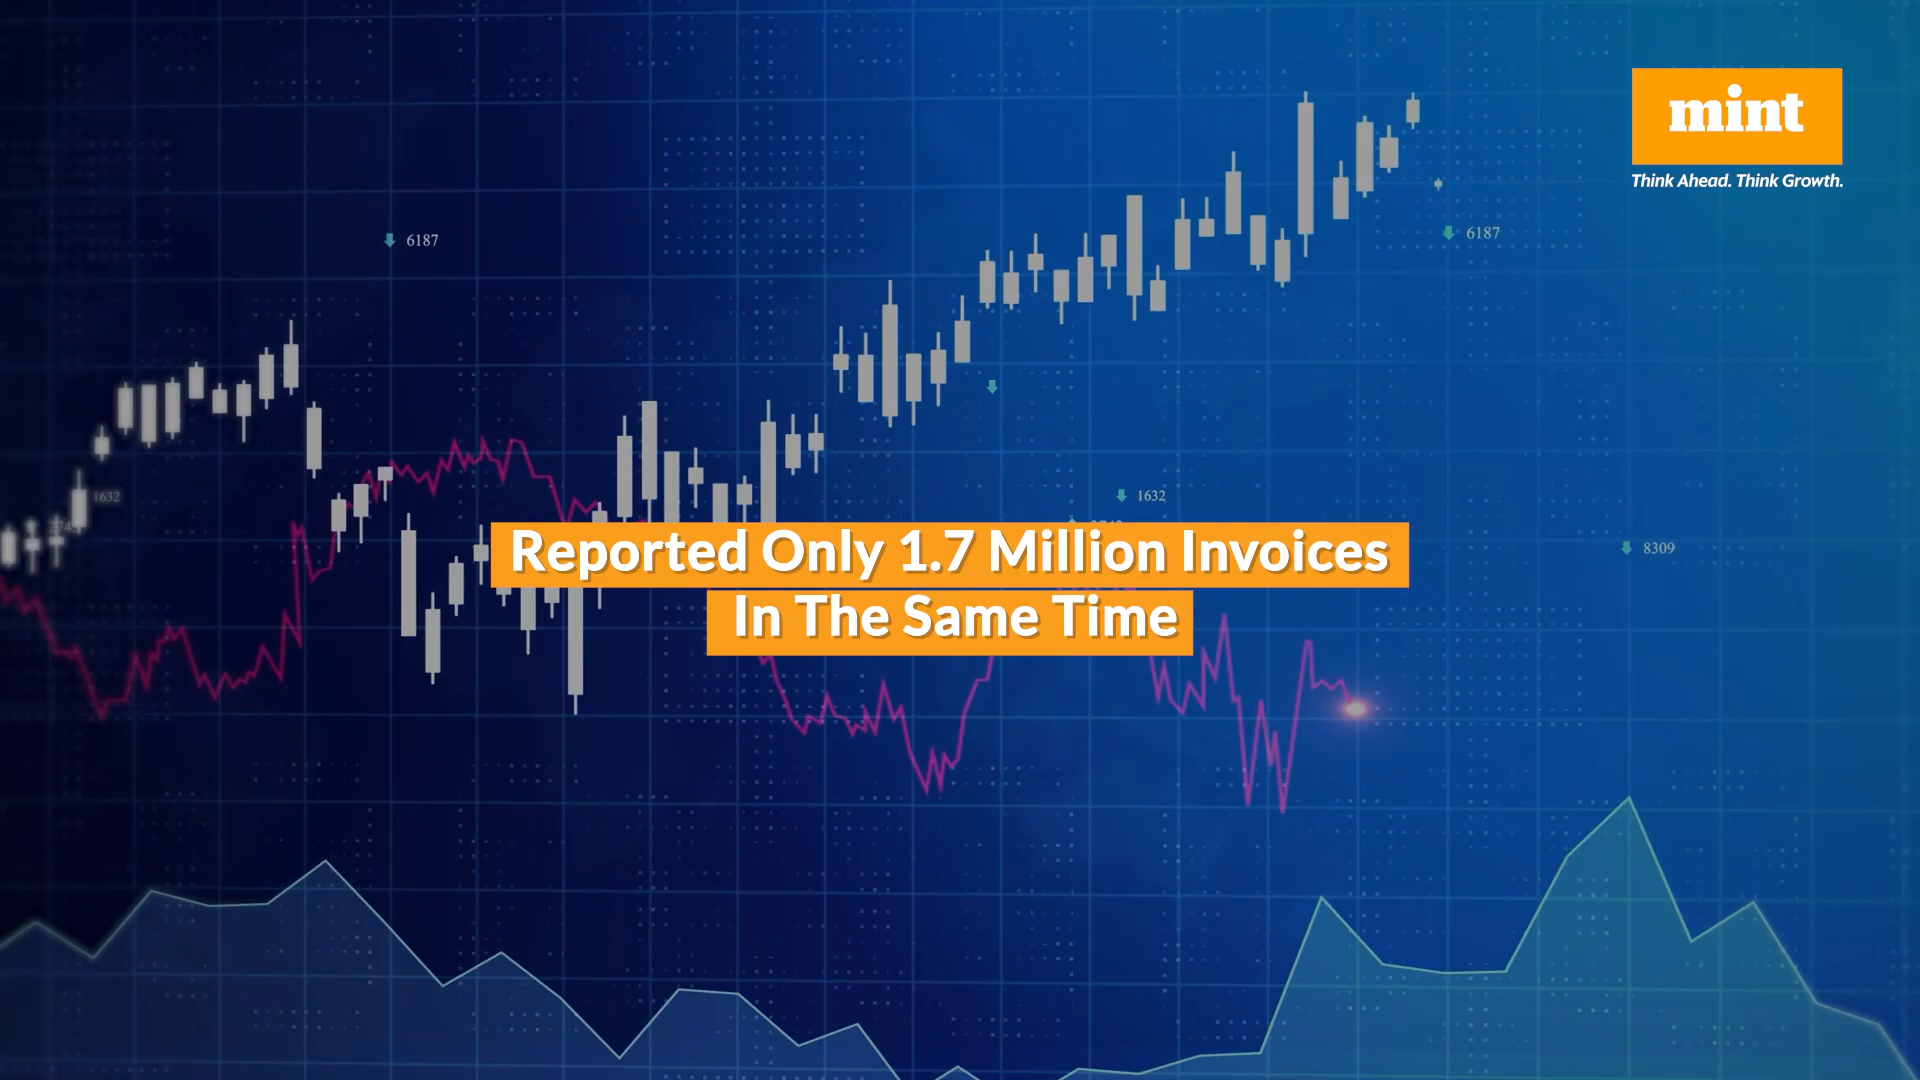 mint
Think Ahead. Think Growth.
6187
6187
1632
1632
8309
Reported Only 1.7 Million Invoices
In The Same Time